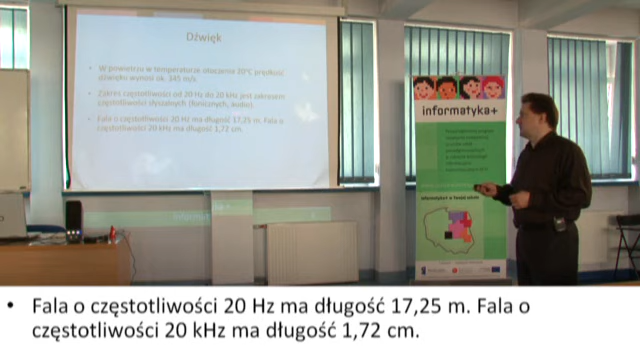 Dźwięk
• W powietrzu w temperaturze otoczenia 20°C prędkość
dźwięku wynosi ok. 345 m/s.
• Zakres częstotliwości od 20 Hz do 20 kHz jest zakresem
częstotliwości słyszalnych (fonicznych, audio).
• Fala o częstotliwości 20 Hz ma długość 17,25 m. Fala o
częstotliwości 20 kHz ma długość 1,72 cm.
informatyka+
• Fala o częstotliwości 20 Hz ma długość 17,25 m. Fala o
częstotliwości 20 kHz ma długość 1,72 cm.